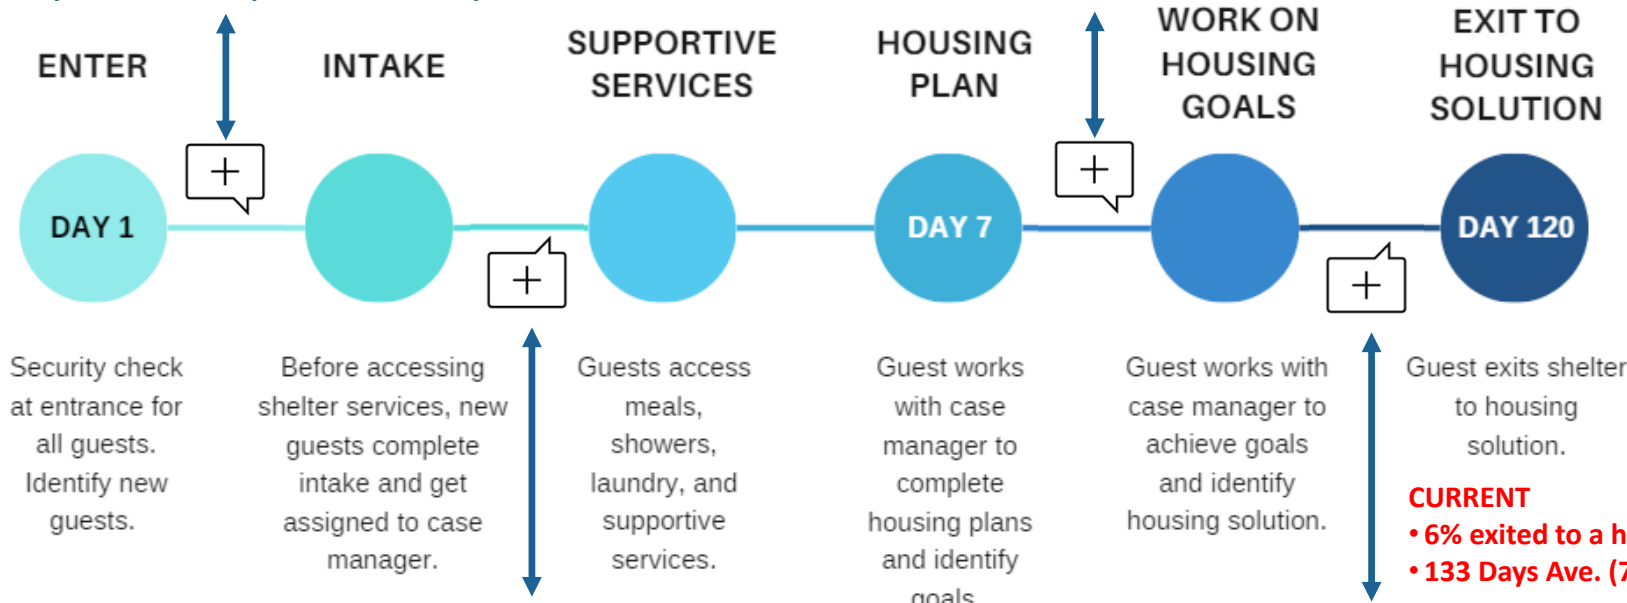 ENTER
INTAKE
SUPPORTIVE
SERVICES
HOUSING
PLAN
WORK ON
HOUSING
GOALS
EXIT TO
HOUSING
SOLUTION
+
+
DAY 1
DAY 7
DAY 120
+
+
Security check
at entrance for
all guests.
Identify new
guests.
Before accessing
shelter services, new
guests complete
intake and get
assigned to case
manager.
Guests access
meals,
showers,
laundry, and
supportive
services.
Guest works
with case
manager to
complete
housing plans
and identify
goals
Guest works with
case manager to
achieve goals
and identify
housing solution.
Guest exits shelter
to housing
solution.
CURRENT
• 6% exited to a h
• 133 Days Ave. (7